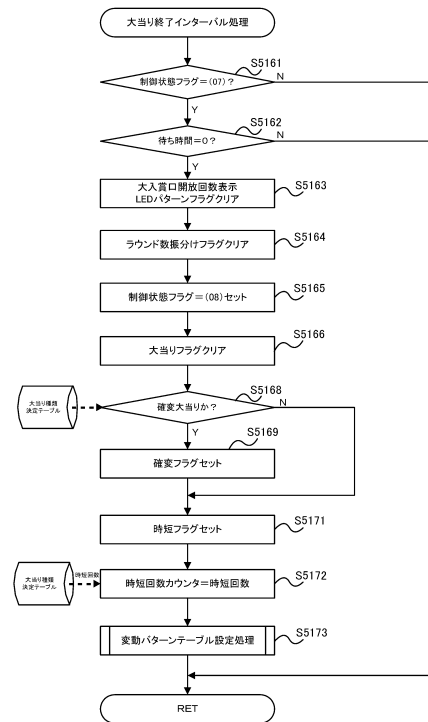 大当り終了インターバル処理
S5161
制御状態フラグ=(07)?
N
Y
S5162
待ち時間=0?
N
Y
S5163
大入賞口開放回数表示
LEDパターンフラグクリア
S5164
ラウンド数振分けフラグクリア
S5165
制御状態フラグ=(08)セット
S5166
大当りフラグクリア
S5168
大当り種類
決定テーブル
確変大当りか?
N
Y
S5169
確変フラグセット
時短フラグセット
S5171
大当り種類
決定テーブル
時短回数
時短回数カウンタ=時短回数
S5172
変動パターンテーブル設定処理
S5173
RET